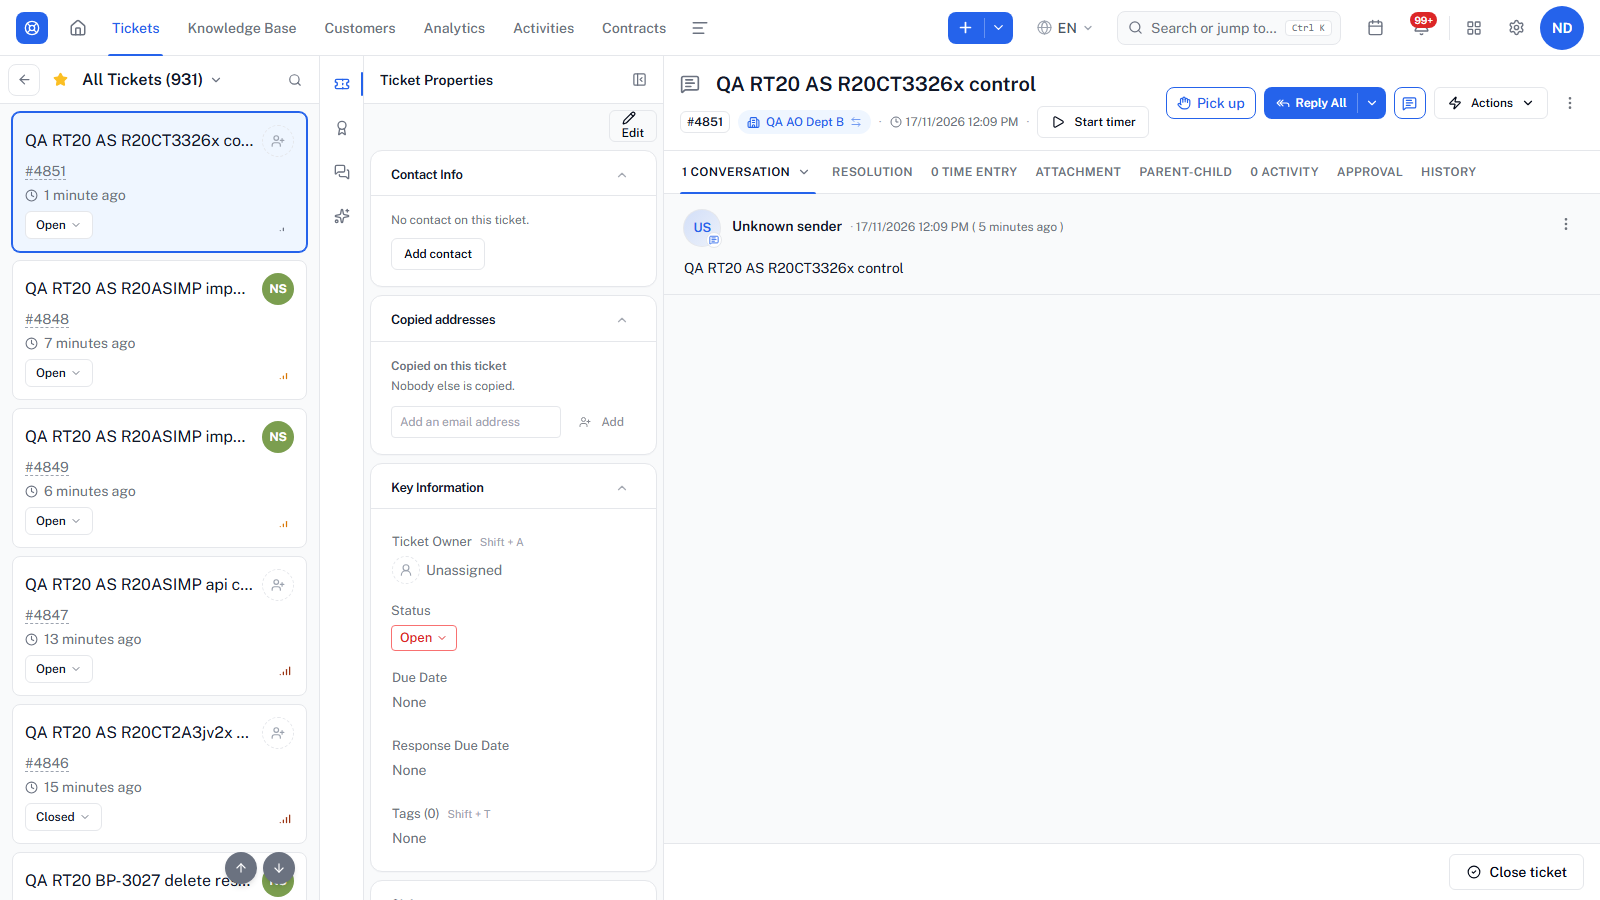 Tickets
Knowledge Base
Customers
Analytics
Activities
Contracts
EN
Search or jump to...
Ctrl K
99+
ND
All Tickets (931)
QA RT20 AS R20CT3326x co...
#4851
1 minute ago
Open
QA RT20 AS R20ASIMP imp...
NS
#4848
7 minutes ago
Open
QA RT20 AS R20ASIMP imp...
NS
#4849
6 minutes ago
Open
QA RT20 AS R20ASIMP api c...
#4847
13 minutes ago
Open
QA RT20 AS R20CT2A3jv2x ...
#4846
15 minutes ago
Closed
QA RT20 BP-3027 delete res...
Ticket Properties
Edit
Contact Info
No contact on this ticket.
Add contact
Copied addresses
Copied on this ticket
Nobody else is copied.
Add an email address
Add
Key Information
Ticket Owner Shift + A
Unassigned
Status
Open
Due Date
None
Response Due Date
None
Tags (0) Shift + T
None
QA RT20 AS R20CT3326x control
#4851
QA AO Dept B
· 17/11/2026 12:09 PM ·
Start timer
Pick up
Reply All
Actions
1 CONVERSATION
RESOLUTION
0 TIME ENTRY
ATTACHMENT
PARENT-CHILD
0 ACTIVITY
APPROVAL
HISTORY
US
Unknown sender · 17/11/2026 12:09 PM ( 5 minutes ago )
QA RT20 AS R20CT3326x control
Close ticket